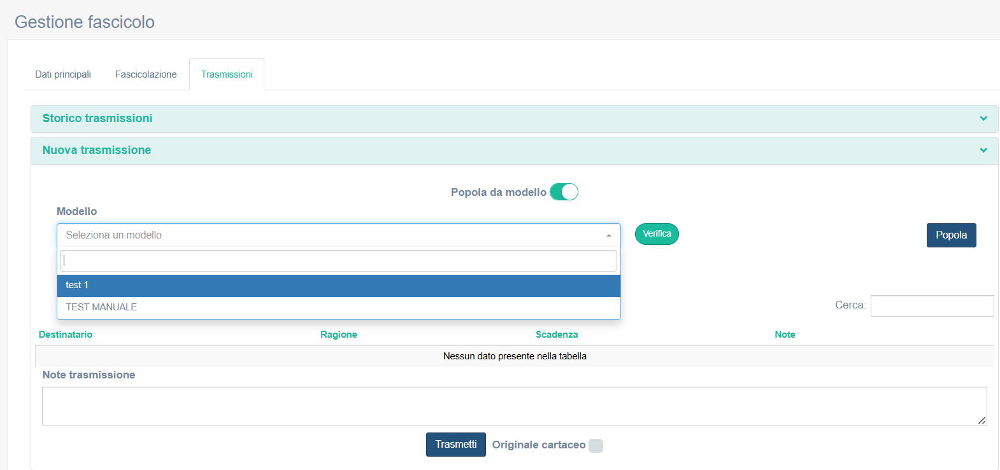 Gestione fascicolo
Dati principali Fascicolazione Trasmissioni
Storico trasmissioni
Nuova trasmissione
Popola da modello
Modello
Seleziona un modello Verifica Popola
test 1
TEST MANUALE
Cerca:
Destinatario Ragione Scadenza Note
Nessun dato presente nella tabella
Note trasmissione
Trasmetti Originale cartaceo